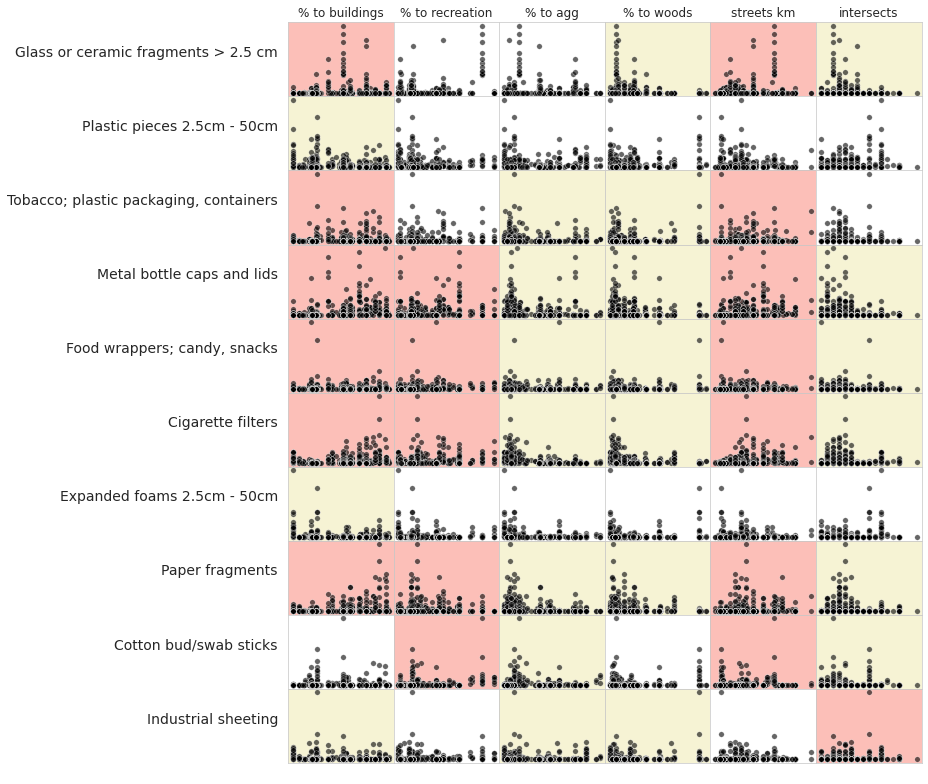 % to buildings % to recreation % to agg % to woods streets km intersects
Glass or ceramic fragments > 2.5 cm
Plastic pieces 2.5cm - 50cm
Tobacco; plastic packaging, containers
Metal bottle caps and lids
Food wrappers; candy, snacks
Cigarette filters
Expanded foams 2.5cm - 50cm
Paper fragments
Cotton bud/swab sticks
Industrial sheeting